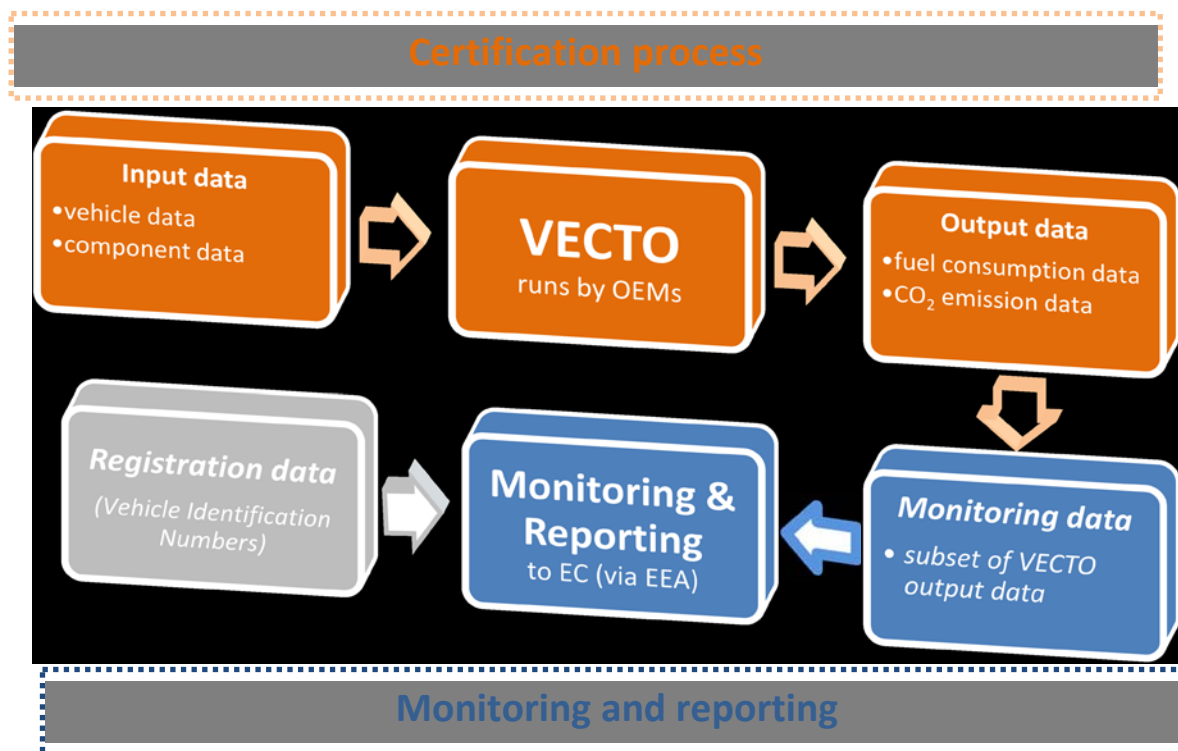 Certification process
Input data
•vehicle data
•component data
VECTO
runs by OEMs
Output data
•fuel consumption data
•CO₂ emission data
Registration data
(Vehicle Identification
Numbers)
Monitoring &
Reporting
to EC (via EEA)
Monitoring data
• subset of VECTO
output data
Monitoring and reporting